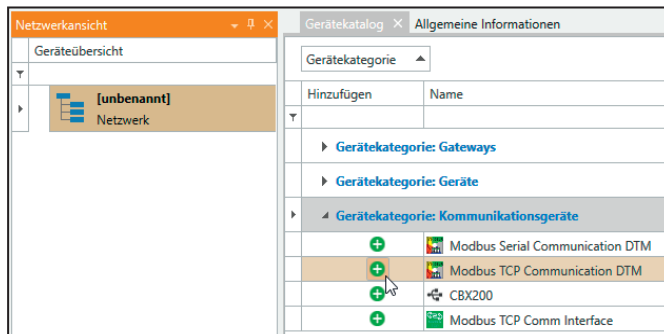 Netzwerkansicht
Geräteübersicht
[unbenannt]
Netzwerk
Gerätekatalog
Allgemeine Informationen
Gerätekategorie
Hinzufügen
Name
Gerätekategorie: Gateways
Gerätekategorie: Geräte
Gerätekategorie: Kommunikationsgeräte
Modbus Serial Communication DTM
Modbus TCP Communication DTM
CBX200
Modbus TCP Comm Interface